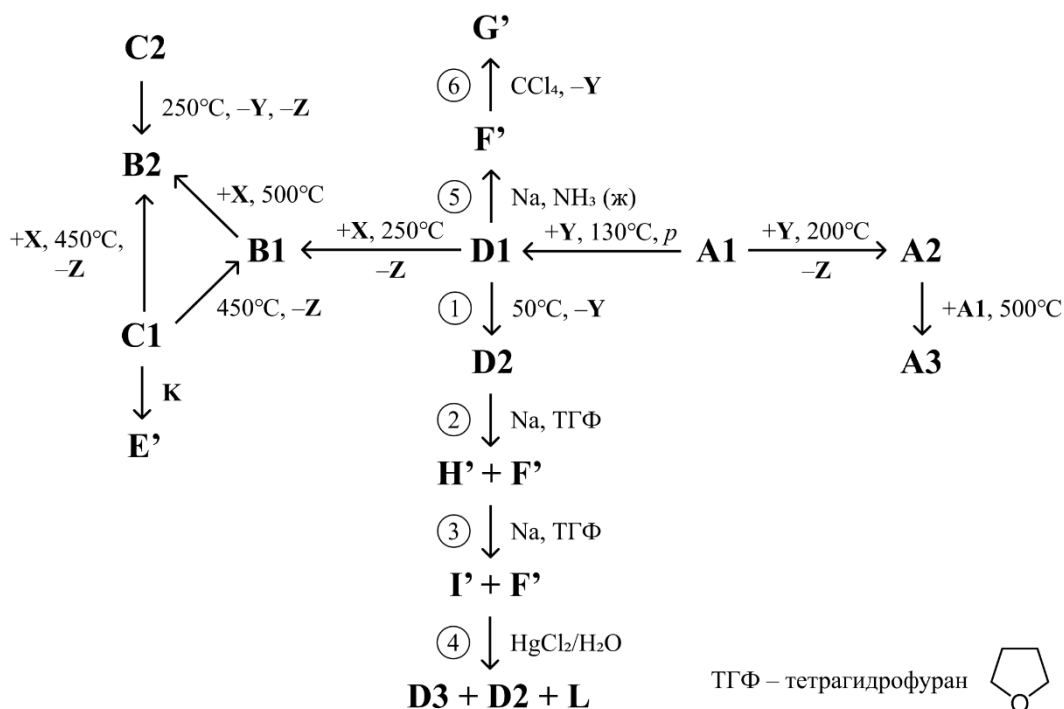 G’
C2
⑥ CCl₄, –Y
250°C, –Y, –Z
F’
B2
+X, 500°C
⑤ Na, NH₃ (ж)
+X, 450°C,
–Z
B1
+X, 250°C
–Z
D1
+Y, 130°C, p
A1
+Y, 200°C
–Z
A2
450°C, –Z
① 50°C, –Y
+A1, 500°C
C1
D2
A3
K
② Na, ТГФ
E’
H’ + F’
③ Na, ТГФ
I’ + F’
④ HgCl₂/H₂O
D3 + D2 + L
ТГФ – тетрагидрофуран
O